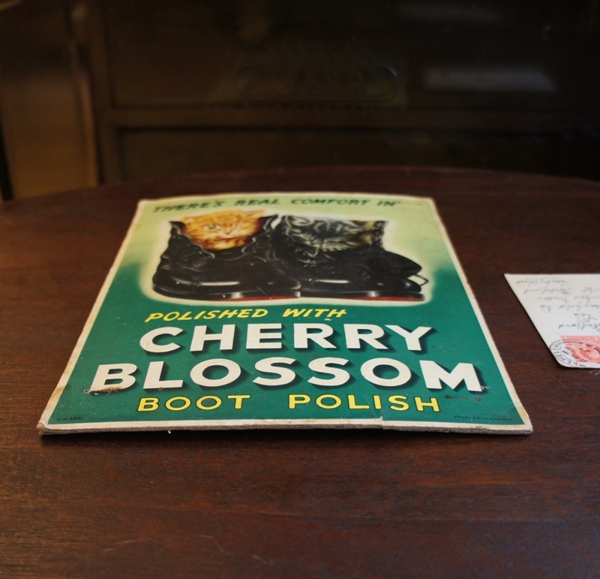 THERE'S REAL COMFORT IN
POLISHED WITH
CHERRY
BLOSSOM
BOOT POLISH